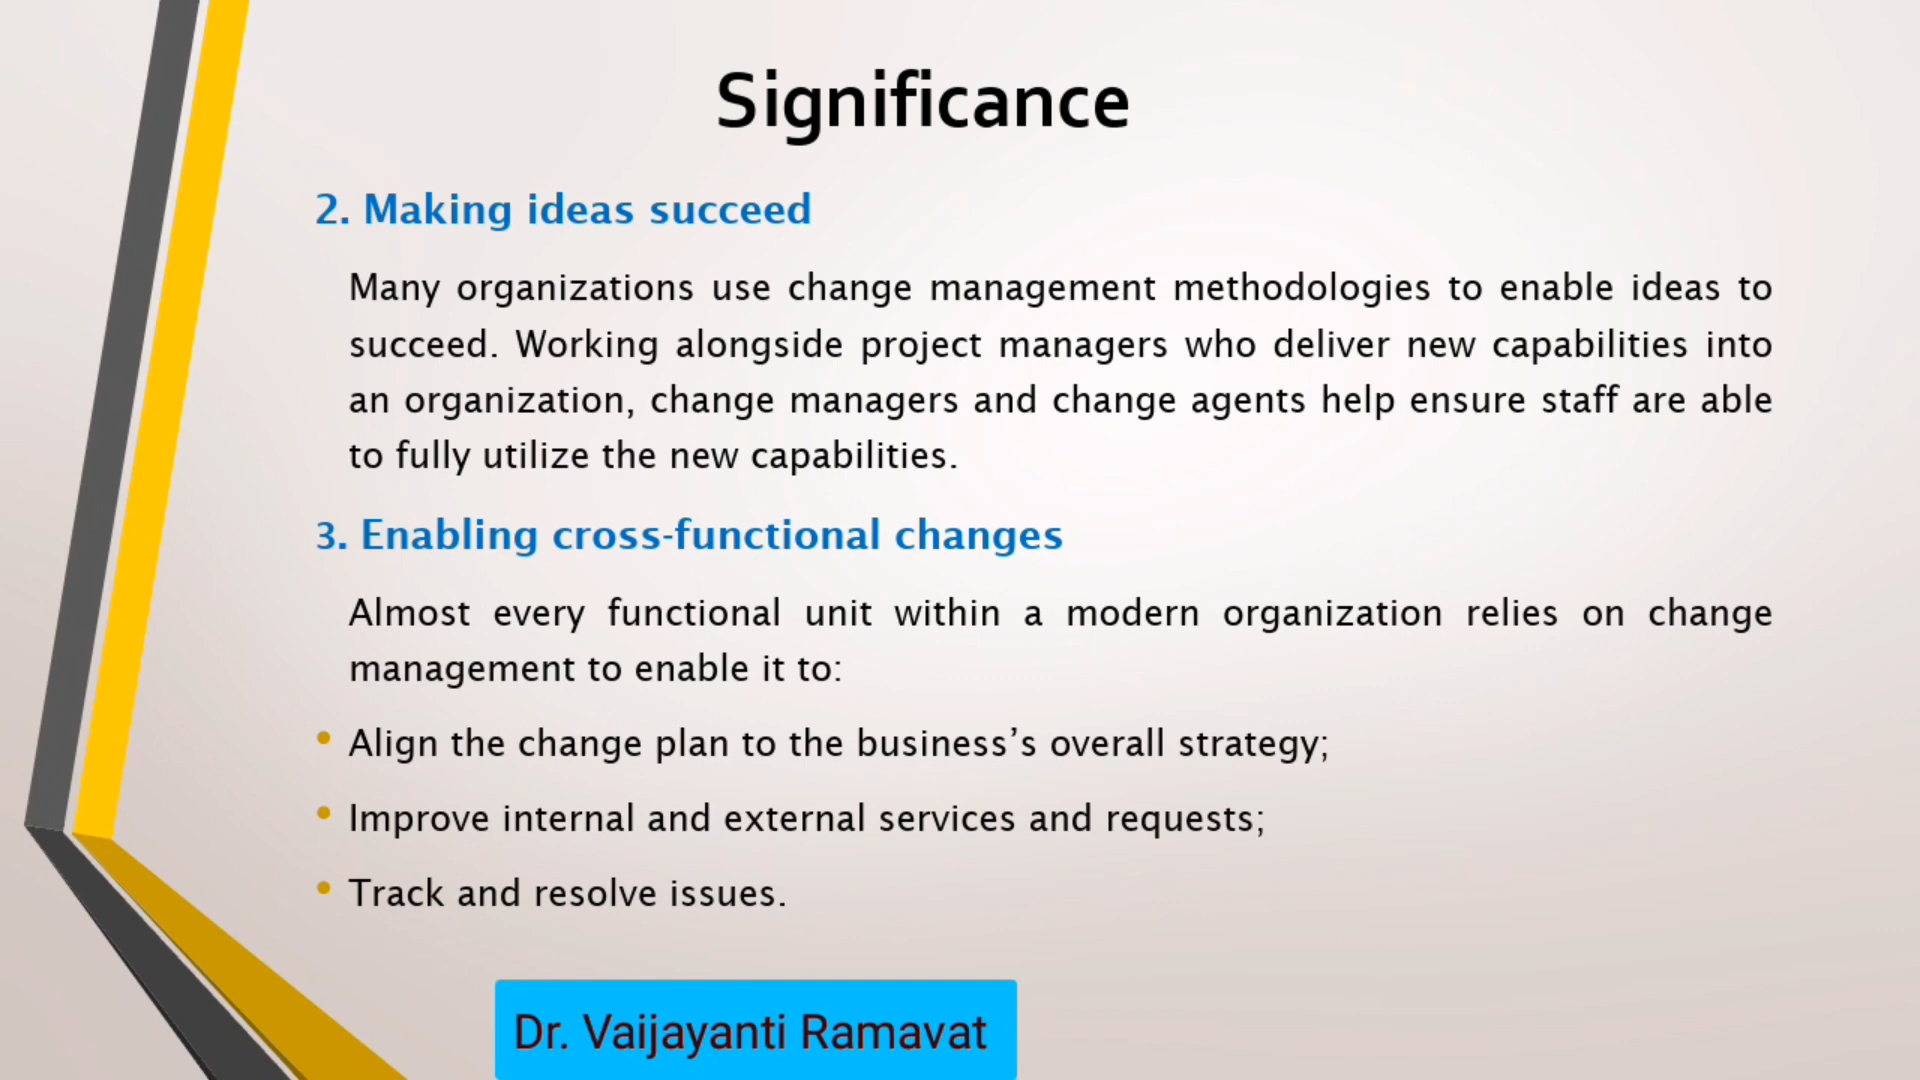 Significance
2. Making ideas succeed
Many organizations use change management methodologies to enable ideas to
succeed. Working alongside project managers who deliver new capabilities into
an organization, change managers and change agents help ensure staff are able
to fully utilize the new capabilities.
3. Enabling cross-functional changes
Almost every functional unit within a modern organization relies on change
management to enable it to:
• Align the change plan to the business’s overall strategy;
• Improve internal and external services and requests;
• Track and resolve issues.
Dr. Vaijayanti Ramavat